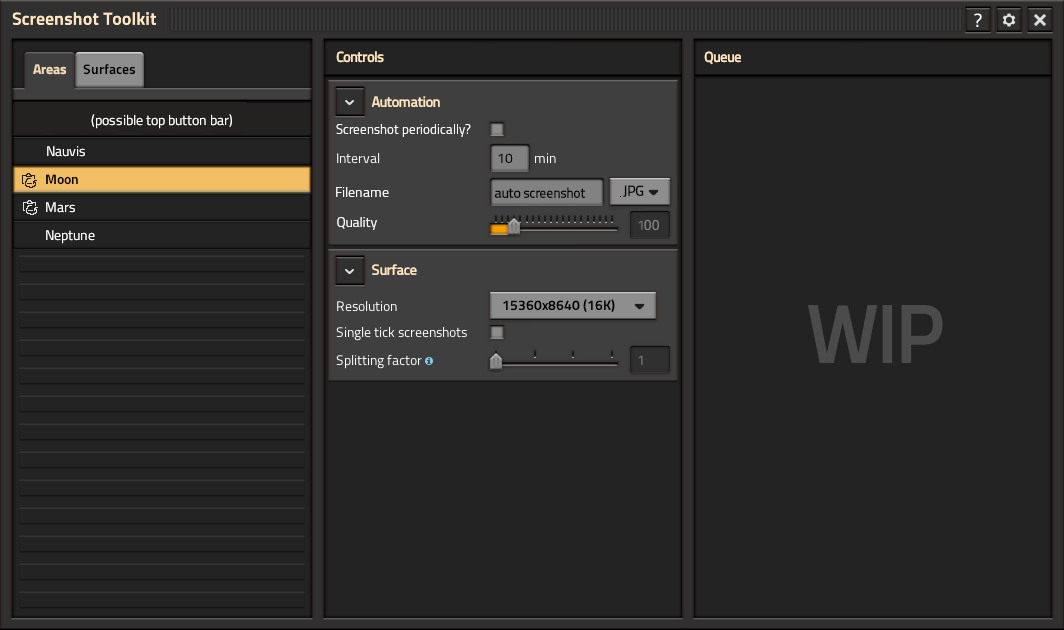 Screenshot Toolkit ?
Areas Surfaces
(possible top button bar)
Nauvis
Moon
Mars
Neptune
Controls
Automation
Screenshot periodically?
Interval 10 min
Filename auto screenshot .JPG
Quality 100
Surface
Resolution 15360x8640 (16K)
Single tick screenshots
Splitting factor 1
Queue
WIP